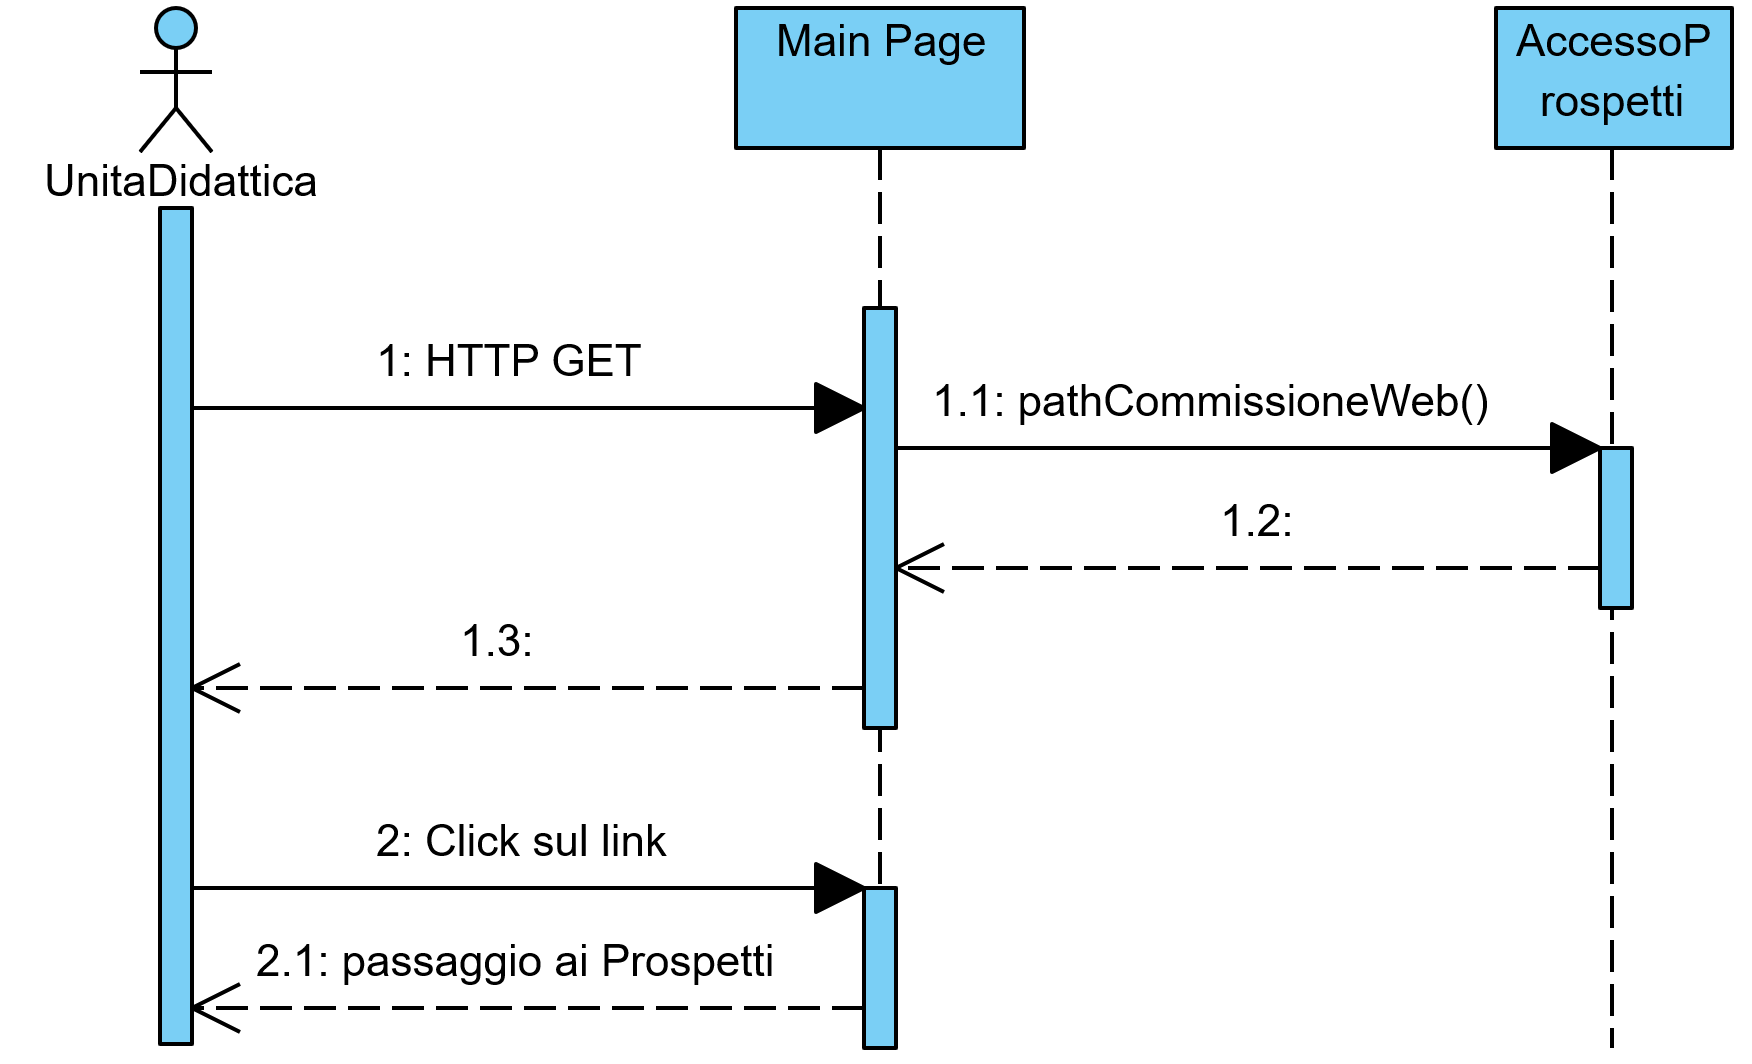 Main Page
AccessoP
rospetti
UnitaDidattica
1: HTTP GET
1.1: pathCommissioneWeb()
1.2:
1.3:
2: Click sul link
2.1: passaggio ai Prospetti